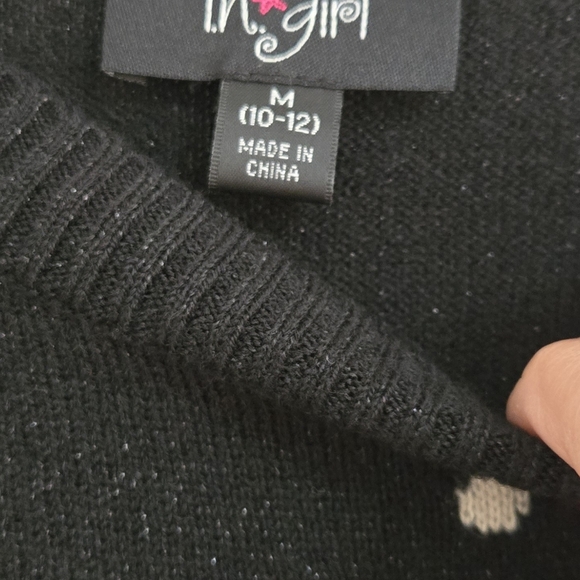 i.n. girl
M
(10-12)
MADE IN
CHINA